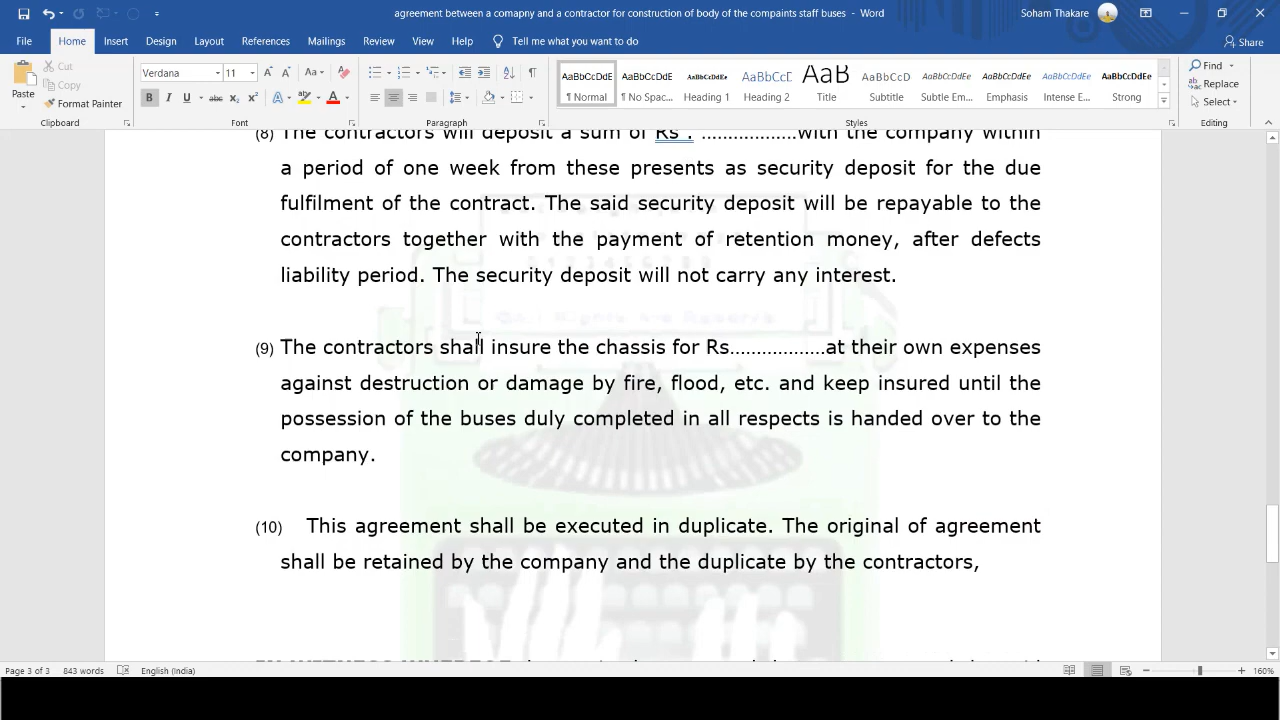 agreement between a comapny and a contractor for construction of body of the compaints staff buses - Word
Soham Thakare
File Home Insert Design Layout References Mailings Review View Help Tell me what you want to do Share
Paste
Cut
Copy
Format Painter
Clipboard
Verdana 11
Font
Paragraph
AaBbCcDdE AaBbCcDdE AaBbCcDdE AaBbCcE AaB AaBbCcDd AaBbCcDdE AaBbCcDdE AaBbCcDdE AaBbCcDdE
¶ Normal ¶ No Spac... Heading 1 Heading 2 Title Subtitle Subtle Em... Emphasis Intense E... Strong
Styles
Find
Replace
Select
Editing
(8) The contractors will deposit a sum of Rs . ..................with the company within
a period of one week from these presents as security deposit for the due
fulfilment of the contract. The said security deposit will be repayable to the
contractors together with the payment of retention money, after defects
liability period. The security deposit will not carry any interest.
(9) The contractors shall insure the chassis for Rs..................at their own expenses
against destruction or damage by fire, flood, etc. and keep insured until the
possession of the buses duly completed in all respects is handed over to the
company.
(10) This agreement shall be executed in duplicate. The original of agreement
shall be retained by the company and the duplicate by the contractors,
IN WITNESS WHEREOF
Page 3 of 3 843 words English (India) 160%